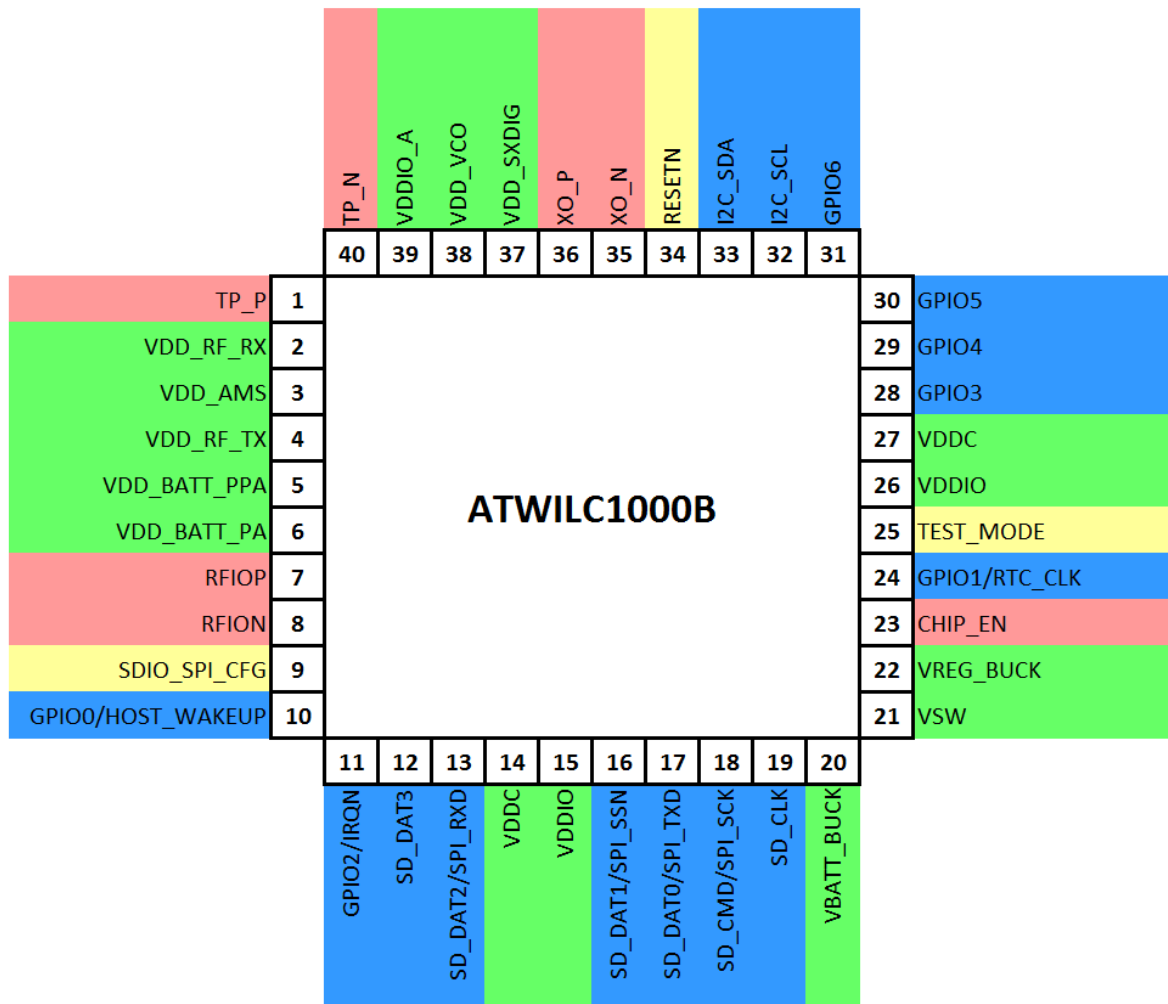 TP_N
VDDIO_A
VDD_VCO
VDD_SXDIG
XO_P
XO_N
RESETN
I2C_SDA
I2C_SCL
GPIO6
40 39 38 37 36 35 34 33 32 31
TP_P 1
VDD_RF_RX 2
VDD_AMS 3
VDD_RF_TX 4
VDD_BATT_PPA 5
VDD_BATT_PA 6
RFIOP 7
RFION 8
SDIO_SPI_CFG 9
GPIO0/HOST_WAKEUP 10
ATWILC1000B
30 GPIO5
29 GPIO4
28 GPIO3
27 VDDC
26 VDDIO
25 TEST_MODE
24 GPIO1/RTC_CLK
23 CHIP_EN
22 VREG_BUCK
21 VSW
11 12 13 14 15 16 17 18 19 20
GPIO2/IRQN
SD_DAT3
SD_DAT2/SPI_RXD
VDDC
VDDIO
SD_DAT1/SPI_SSN
SD_DAT0/SPI_TXD
SD_CMD/SPI_SCK
SD_CLK
VBATT_BUCK